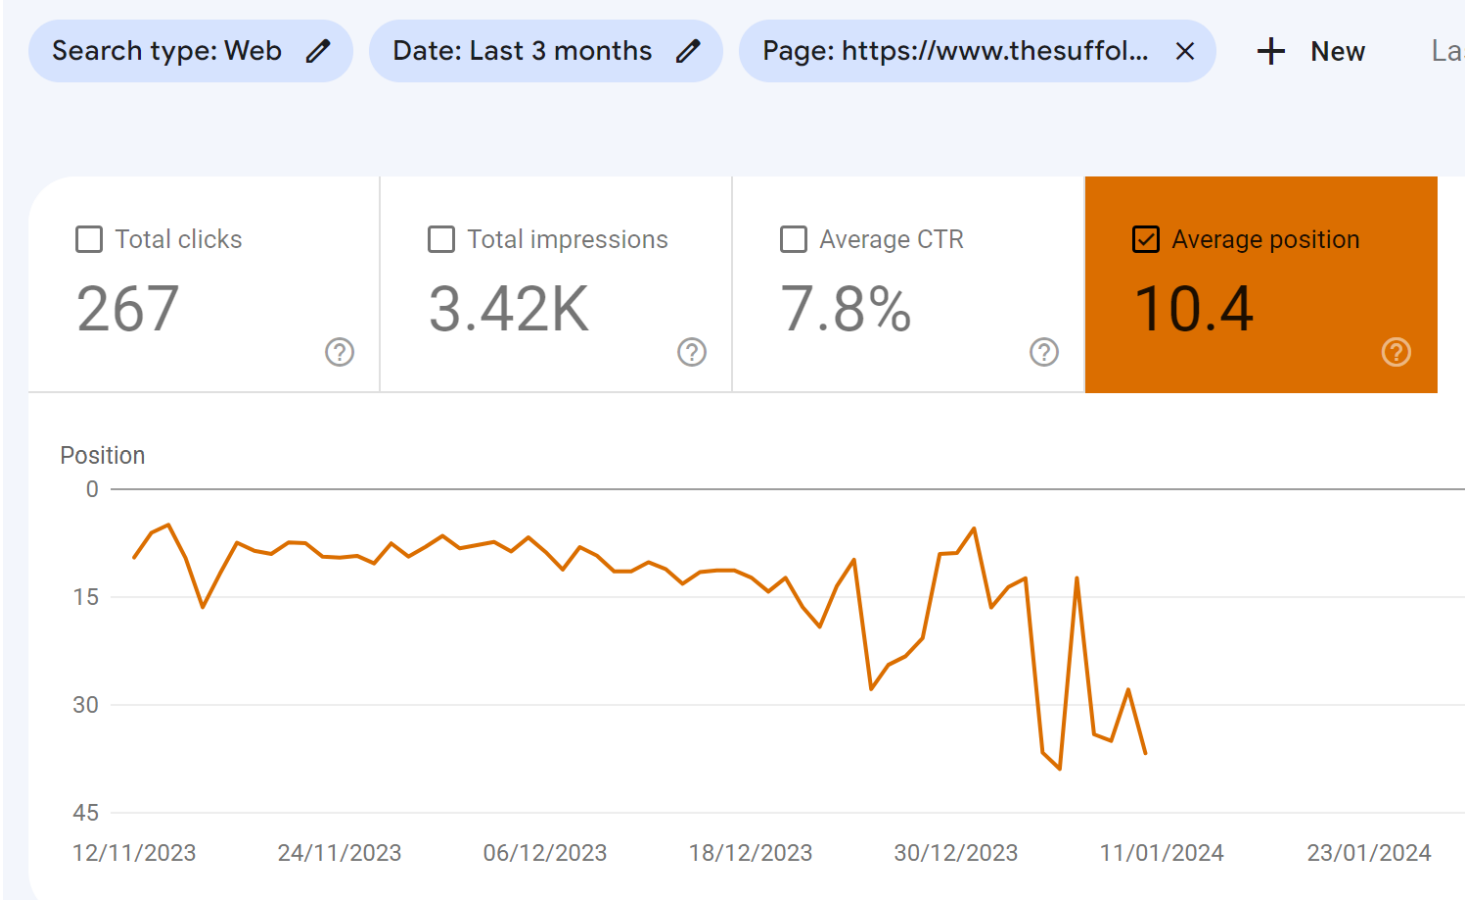 Search type: Web
Date: Last 3 months
Page: https://www.thesuffol...
New
La
Total clicks
267
Total impressions
3.42K
Average CTR
7.8%
Average position
10.4
Position
0
15
30
45
12/11/2023 24/11/2023 06/12/2023 18/12/2023 30/12/2023 11/01/2024 23/01/2024